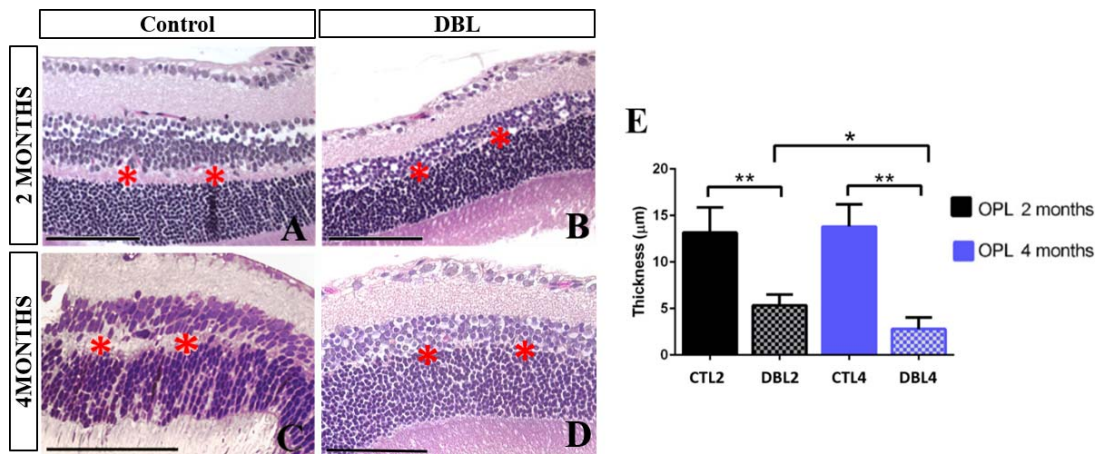 Control
DBL
2 MONTHS
4MONTHS
A
B
C
D
E
*
**
**
Thickness (µm)
20
15
10
5
0
CTL2
DBL2
CTL4
DBL4
OPL 2 months
OPL 4 months